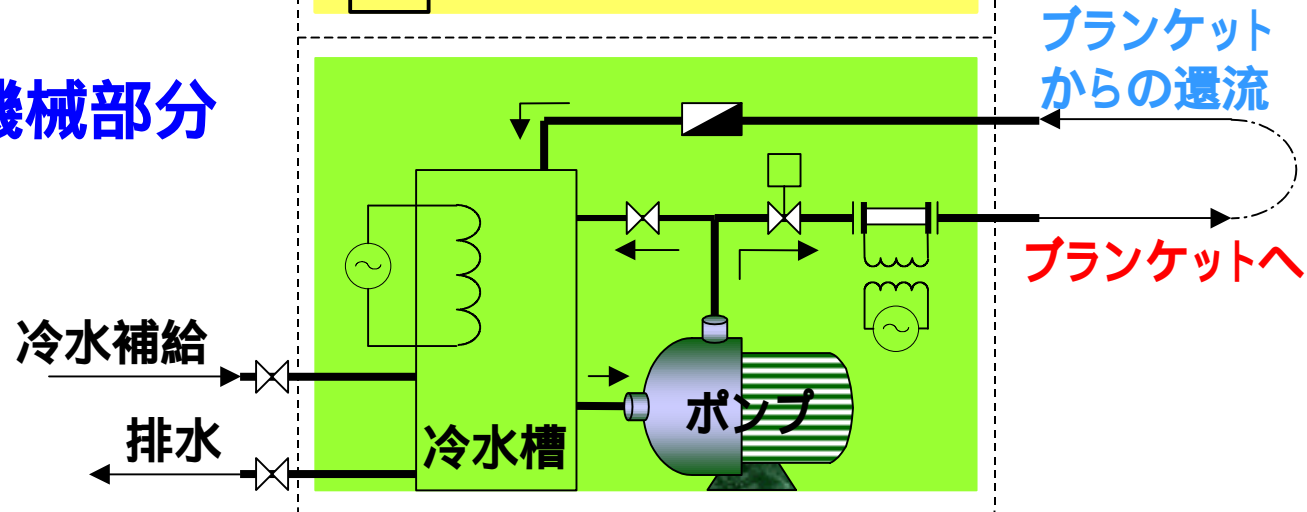 ブランケット
からの還流
機械部分
ブランケットへ
冷水補給
ポンプ
排水
冷水槽